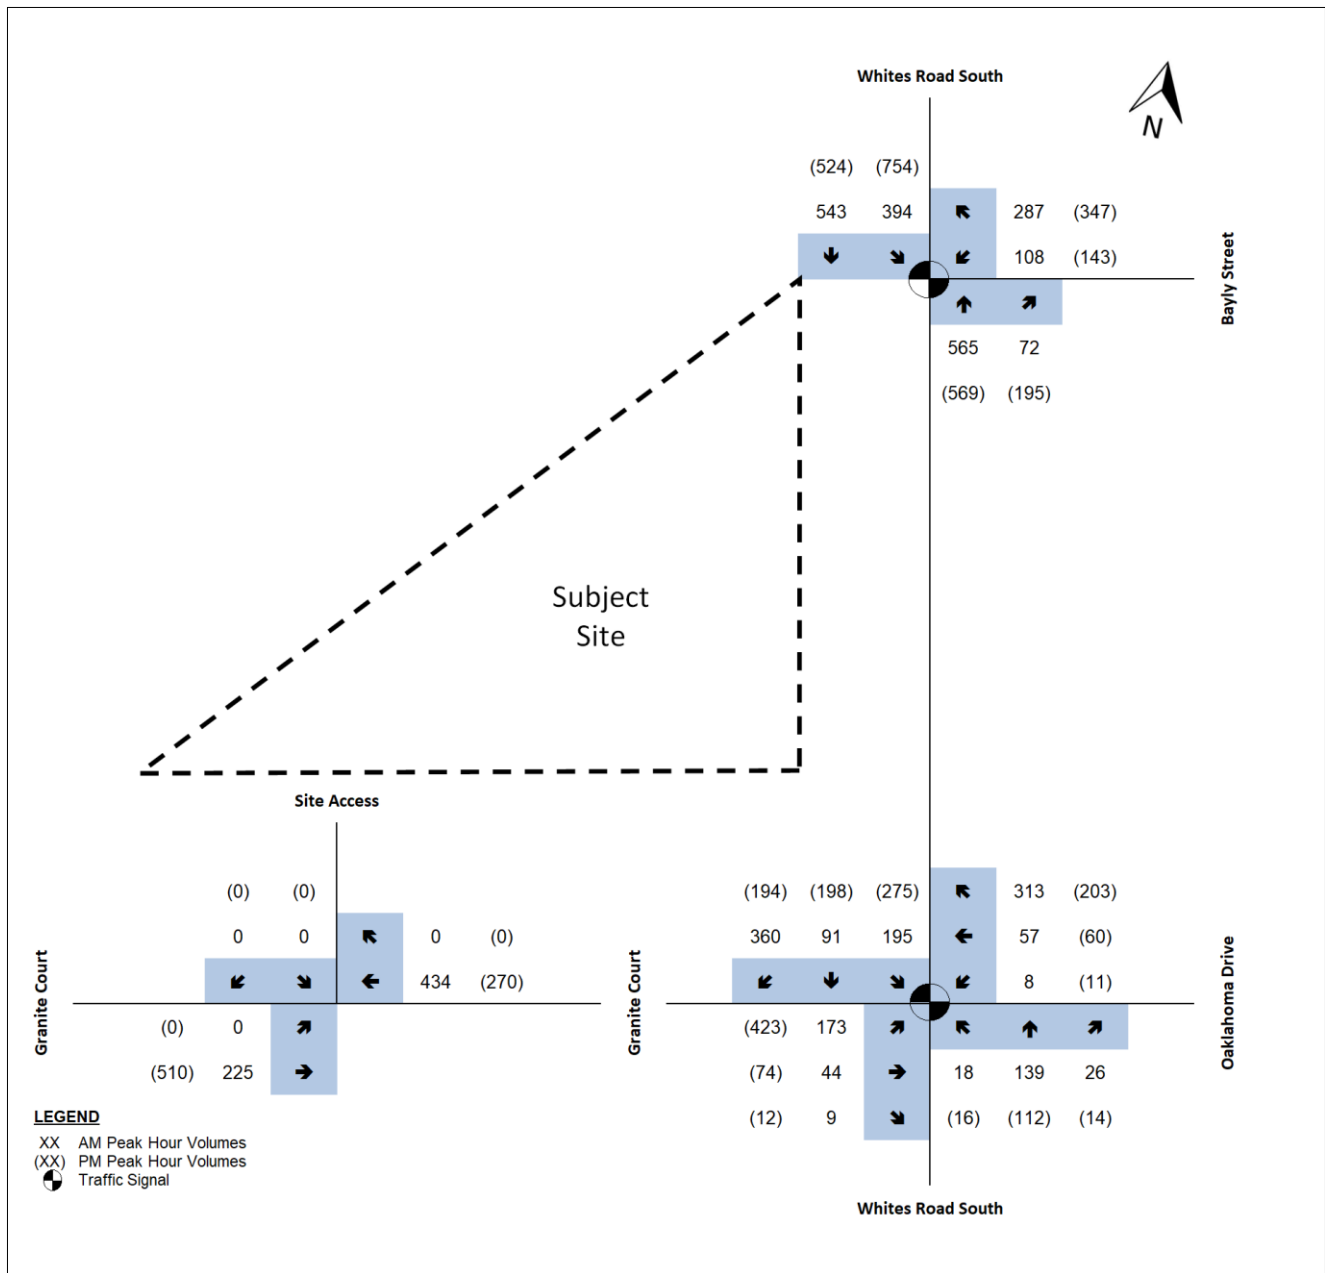 Whites Road South
N
(524) (754)
543 394 287 (347)
108 (143)
Bayly Street
565 72
(569) (195)
Subject
Site
Site Access
(0) (0)
0 0 0 (0)
434 (270)
Granite Court
(0) 0
(510) 225
(194) (198) (275) 313 (203)
360 91 195 57 (60)
8 (11)
Granite Court
Oaklahoma Drive
(423) 173
(74) 44 18 139 26
(12) 9 (16) (112) (14)
LEGEND
XX AM Peak Hour Volumes
(XX) PM Peak Hour Volumes
Traffic Signal
Whites Road South